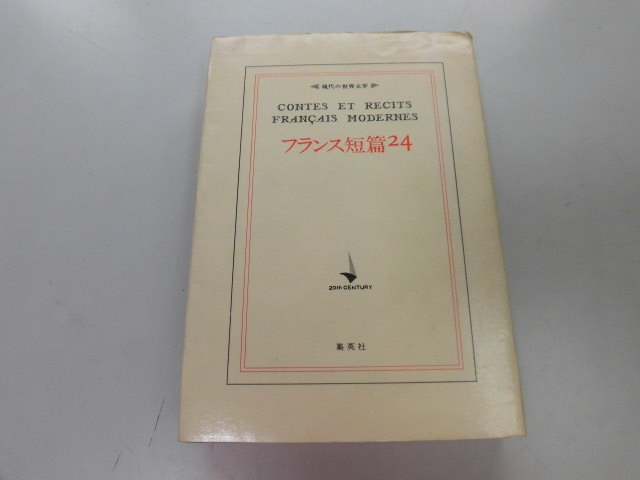 現代の世界文学
CONTES ET RECITS
FRANÇAIS MODERNES
フランス短篇24
20TH CENTURY
集英社